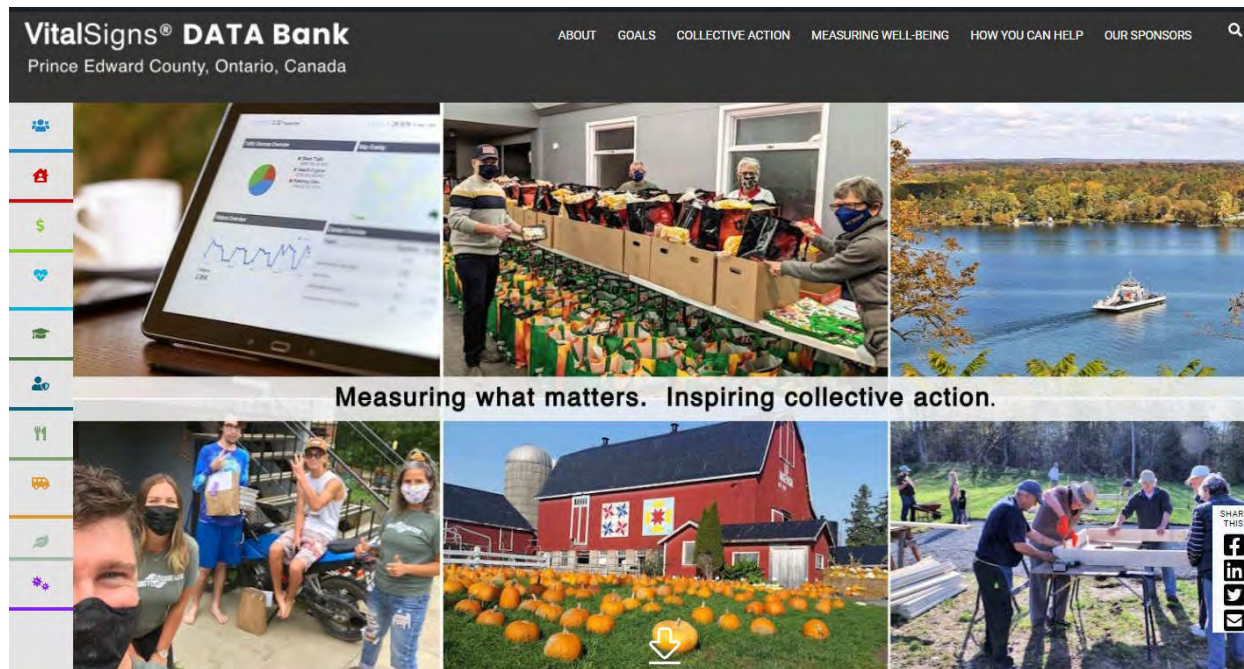 VitalSigns® DATA Bank
Prince Edward County, Ontario, Canada
ABOUT GOALS COLLECTIVE ACTION MEASURING WELL-BEING HOW YOU CAN HELP OUR SPONSORS
Measuring what matters. Inspiring collective action.
SHARE
THIS